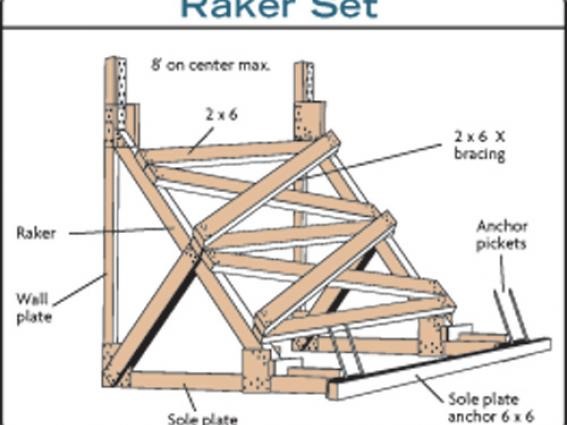 Raker Set
8' on center max.
2 x 6
2 x 6 X
bracing
Anchor
pickets
Raker
Wall
plate
Sole plate
Sole plate
anchor 6 x 6